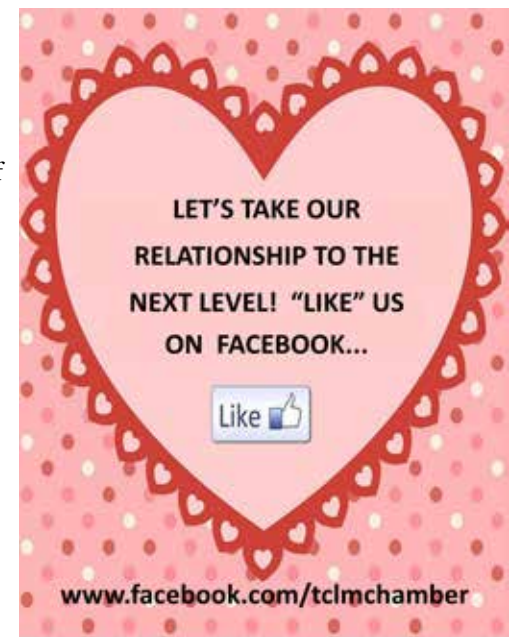 LET'S TAKE OUR
RELATIONSHIP TO THE
NEXT LEVEL! “LIKE” US
ON FACEBOOK...
Like
www.facebook.com/tclmchamber